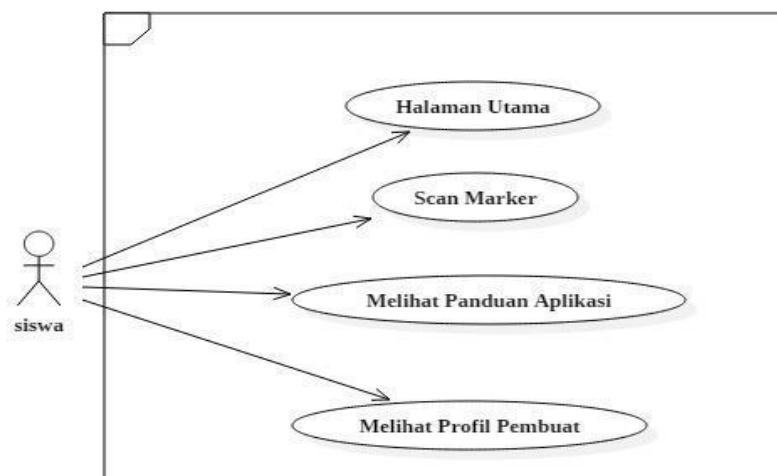 Halaman Utama
Scan Marker
siswa
Melihat Panduan Aplikasi
Melihat Profil Pembuat